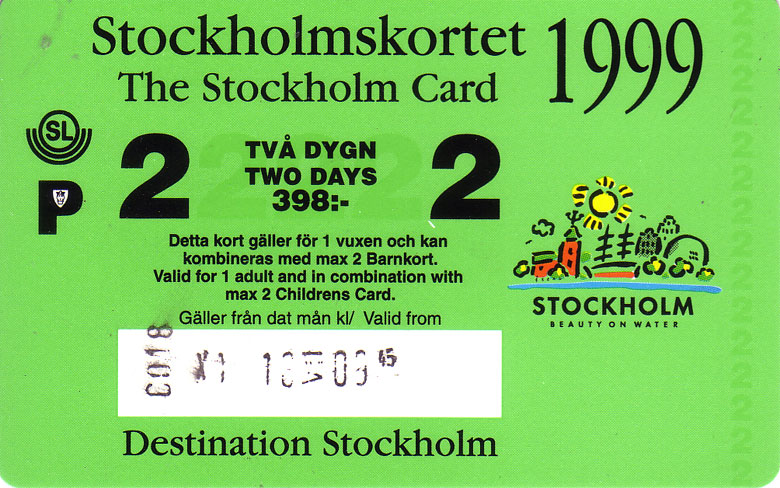 Stockholmskortet 1999
The Stockholm Card
SL
P
2 TVÅ DYGN 2
TWO DAYS
398:-
Detta kort gäller för 1 vuxen och kan
kombineras med max 2 Barnkort.
Valid for 1 adult and in combination with
max 2 Childrens Card.
Gäller från dat mån kl/ Valid from
STOCKHOLM
BEAUTY ON WATER
Destination Stockholm